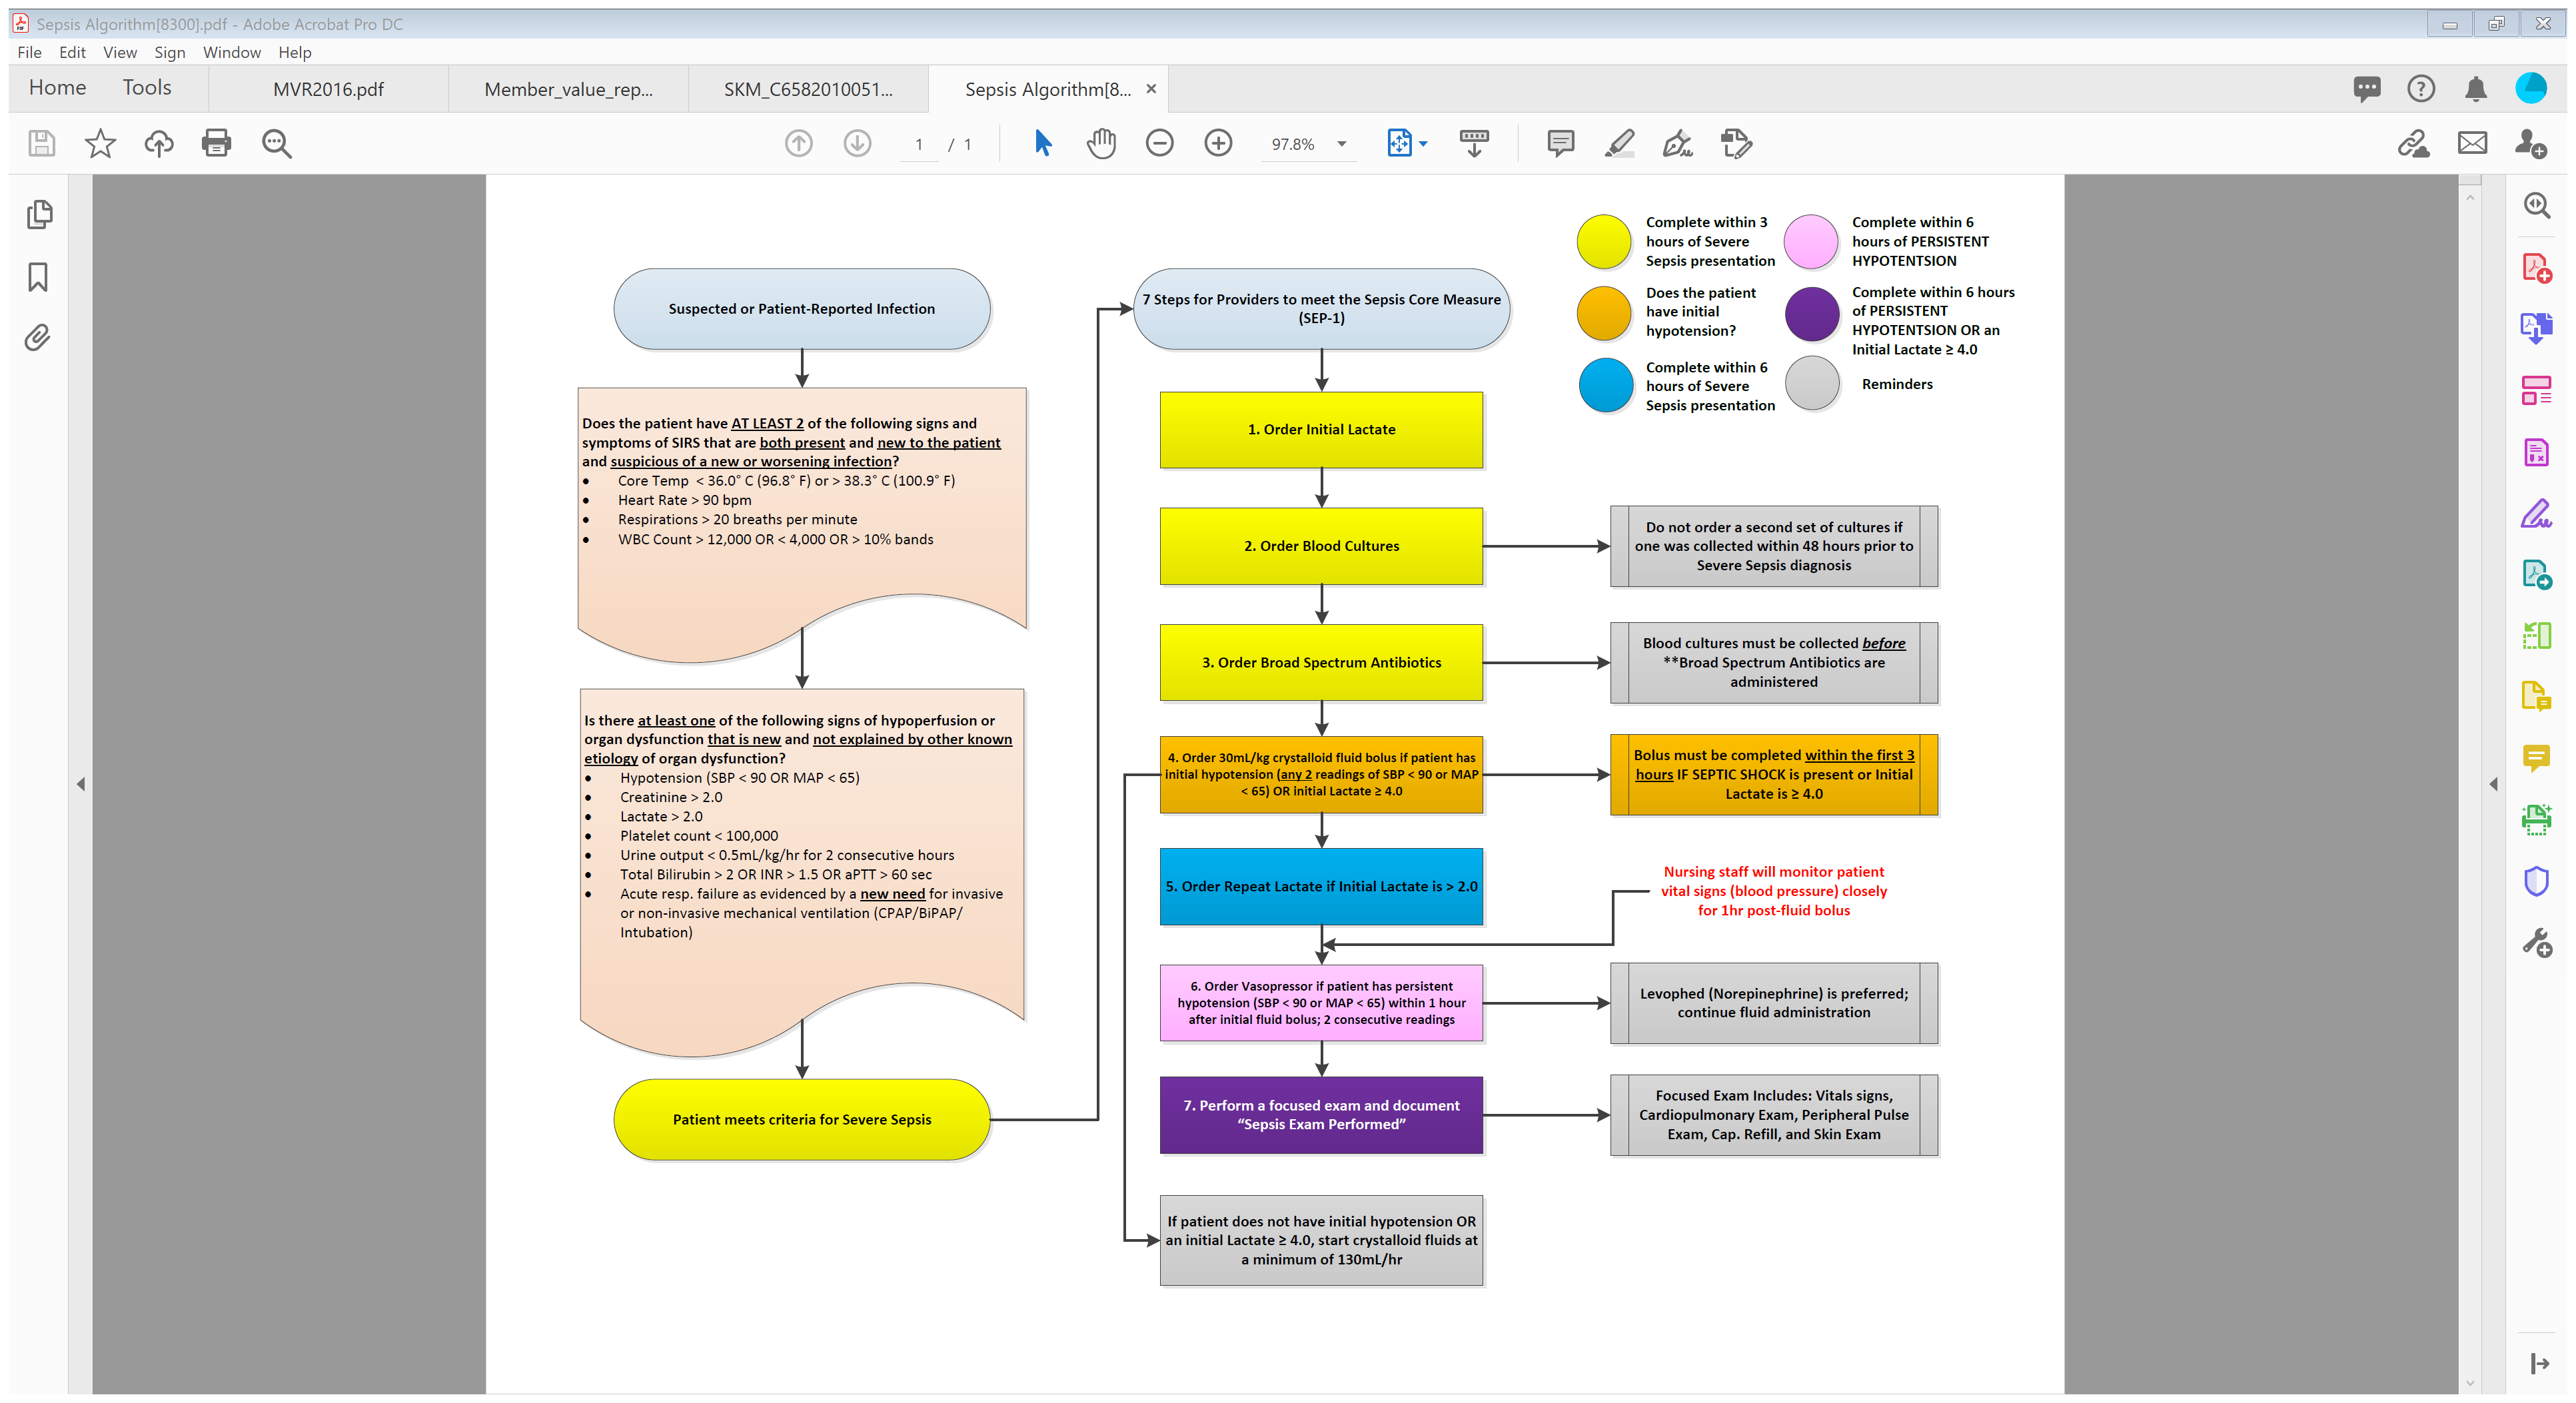 Sepsis Algorithm[8300].pdf - Adobe Acrobat Pro DC
File Edit View Sign Window Help
Home Tools MVR2016.pdf Member_value_rep... SKM_C6582010051... Sepsis Algorithm[8... ×
1 / 1 97.8%
Complete within 3
hours of Severe
Sepsis presentation
Complete within 6
hours of PERSISTENT
HYPOTENTSION
Does the patient
have initial
hypotension?
Complete within 6 hours
of PERSISTENT
HYPOTENTSION OR an
Initial Lactate ≥ 4.0
Complete within 6
hours of Severe
Sepsis presentation
Reminders
Suspected or Patient-Reported Infection
Does the patient have AT LEAST 2 of the following signs and
symptoms of SIRS that are both present and new to the patient
and suspicious of a new or worsening infection?
• Core Temp < 36.0° C (96.8° F) or > 38.3° C (100.9° F)
• Heart Rate > 90 bpm
• Respirations > 20 breaths per minute
• WBC Count > 12,000 OR < 4,000 OR > 10% bands
Is there at least one of the following signs of hypoperfusion or
organ dysfunction that is new and not explained by other known
etiology of organ dysfunction?
• Hypotension (SBP < 90 OR MAP < 65)
• Creatinine > 2.0
• Lactate > 2.0
• Platelet count < 100,000
• Urine output < 0.5mL/kg/hr for 2 consecutive hours
• Total Bilirubin > 2 OR INR > 1.5 OR aPTT > 60 sec
• Acute resp. failure as evidenced by a new need for invasive
or non-invasive mechanical ventilation (CPAP/BiPAP/
Intubation)
Patient meets criteria for Severe Sepsis
7 Steps for Providers to meet the Sepsis Core Measure
(SEP-1)
1. Order Initial Lactate
2. Order Blood Cultures
Do not order a second set of cultures if
one was collected within 48 hours prior to
Severe Sepsis diagnosis
3. Order Broad Spectrum Antibiotics
Blood cultures must be collected before
**Broad Spectrum Antibiotics are
administered
4. Order 30mL/kg crystalloid fluid bolus if patient has
initial hypotension (any 2 readings of SBP < 90 or MAP
< 65) OR initial Lactate ≥ 4.0
Bolus must be completed within the first 3
hours IF SEPTIC SHOCK is present or Initial
Lactate is ≥ 4.0
5. Order Repeat Lactate if Initial Lactate is > 2.0
Nursing staff will monitor patient
vital signs (blood pressure) closely
for 1hr post-fluid bolus
6. Order Vasopressor if patient has persistent
hypotension (SBP < 90 or MAP < 65) within 1 hour
after initial fluid bolus; 2 consecutive readings
Levophed (Norepinephrine) is preferred;
continue fluid administration
7. Perform a focused exam and document
“Sepsis Exam Performed”
Focused Exam Includes: Vitals signs,
Cardiopulmonary Exam, Peripheral Pulse
Exam, Cap. Refill, and Skin Exam
If patient does not have initial hypotension OR
an initial Lactate ≥ 4.0, start crystalloid fluids at
a minimum of 130mL/hr